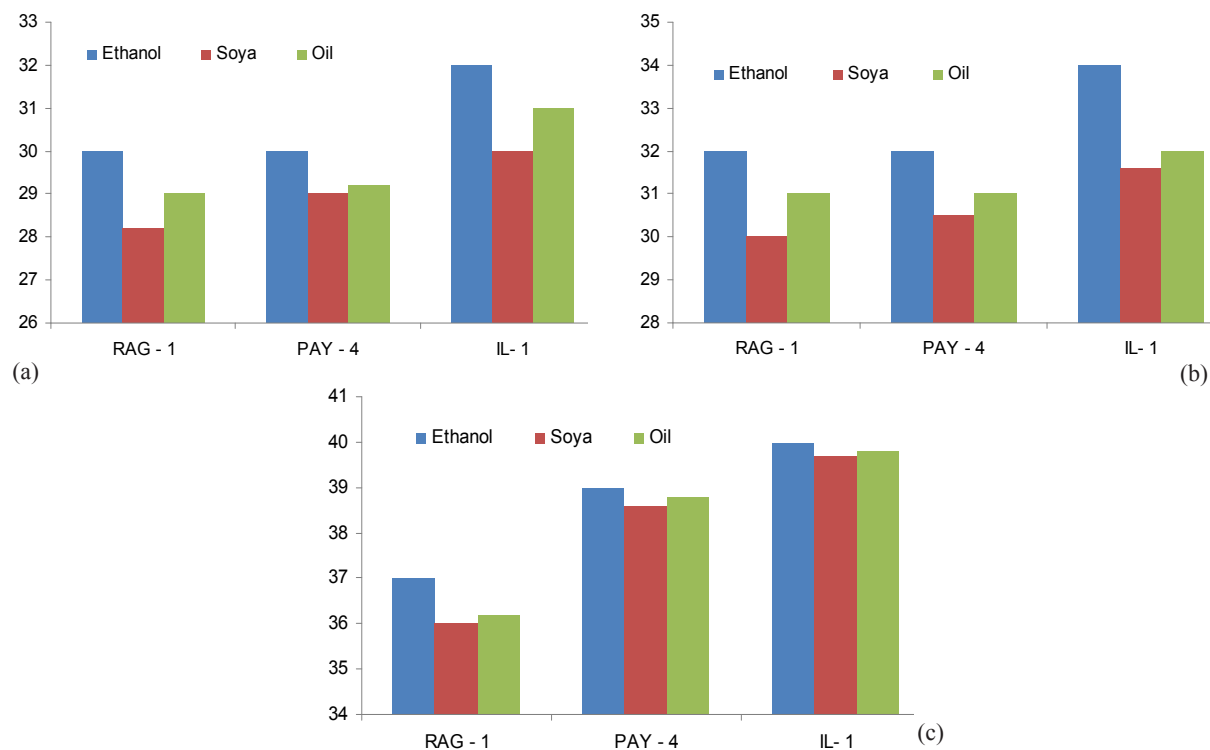 33
Ethanol Soya Oil
32
31
30
29
28
27
26
RAG - 1 PAY - 4 IL- 1
(a)
35
Ethanol Soya Oil
34
33
32
31
30
29
28
RAG - 1 PAY - 4 IL- 1
(b)
41
Ethanol Soya Oil
40
39
38
37
36
35
34
RAG - 1 PAY - 4 IL- 1
(c)